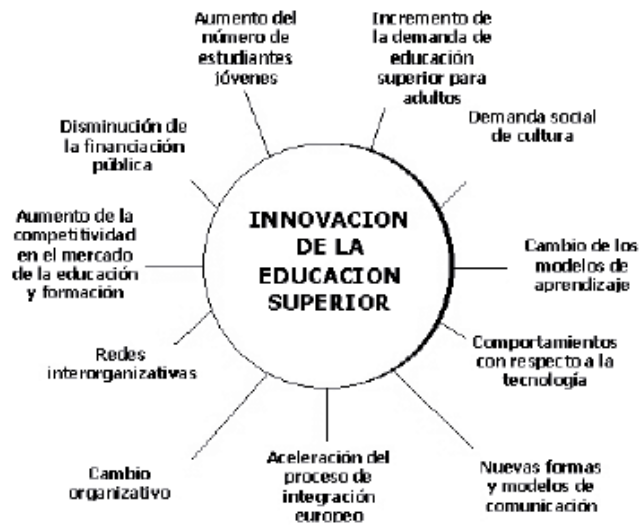 Aumento del
número de
estudiantes
jóvenes
Incremento de
la demanda de
educación
superior para
adultos
Demanda social
de cultura
Disminución de
la financiación
pública
INNOVACION
DE LA
EDUCACION
SUPERIOR
Aumento de la
competitividad
en el mercado
de la educación
y formación
Cambio de los
modelos de
aprendizaje
Redes
interorganizativas
Comportamientos
con respecto a la
tecnología
Cambio
organizativo
Aceleración del
proceso de
integración
europeo
Nuevas formas
y modelos de
comunicación